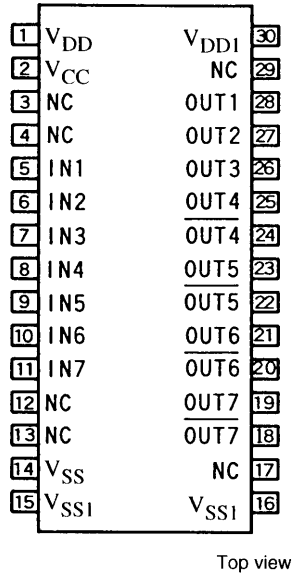 1 VDD VDD1 30
2 VCC NC 29
3 NC OUT1 28
4 NC OUT2 27
5 IN1 OUT3 26
6 IN2 OUT4 25
7 IN3 OUT4 24
8 IN4 OUT5 23
9 IN5 OUT5 22
10 IN6 OUT6 21
11 IN7 OUT6 20
12 NC OUT7 19
13 NC OUT7 18
14 VSS NC 17
15 VSS1 VSS1 16
Top view